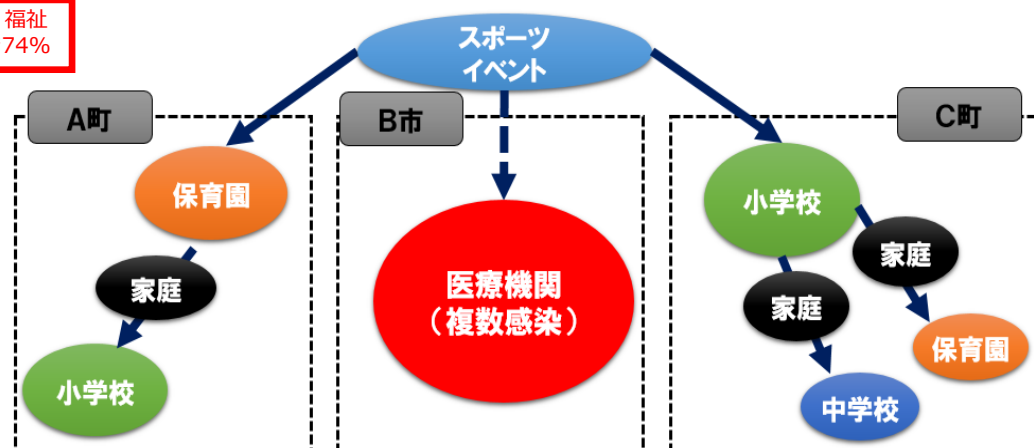 福祉
74%
スポーツ
イベント
A町
B市
C町
保育園
家庭
小学校
医療機関
（複数感染）
小学校
家庭
家庭
保育園
中学校